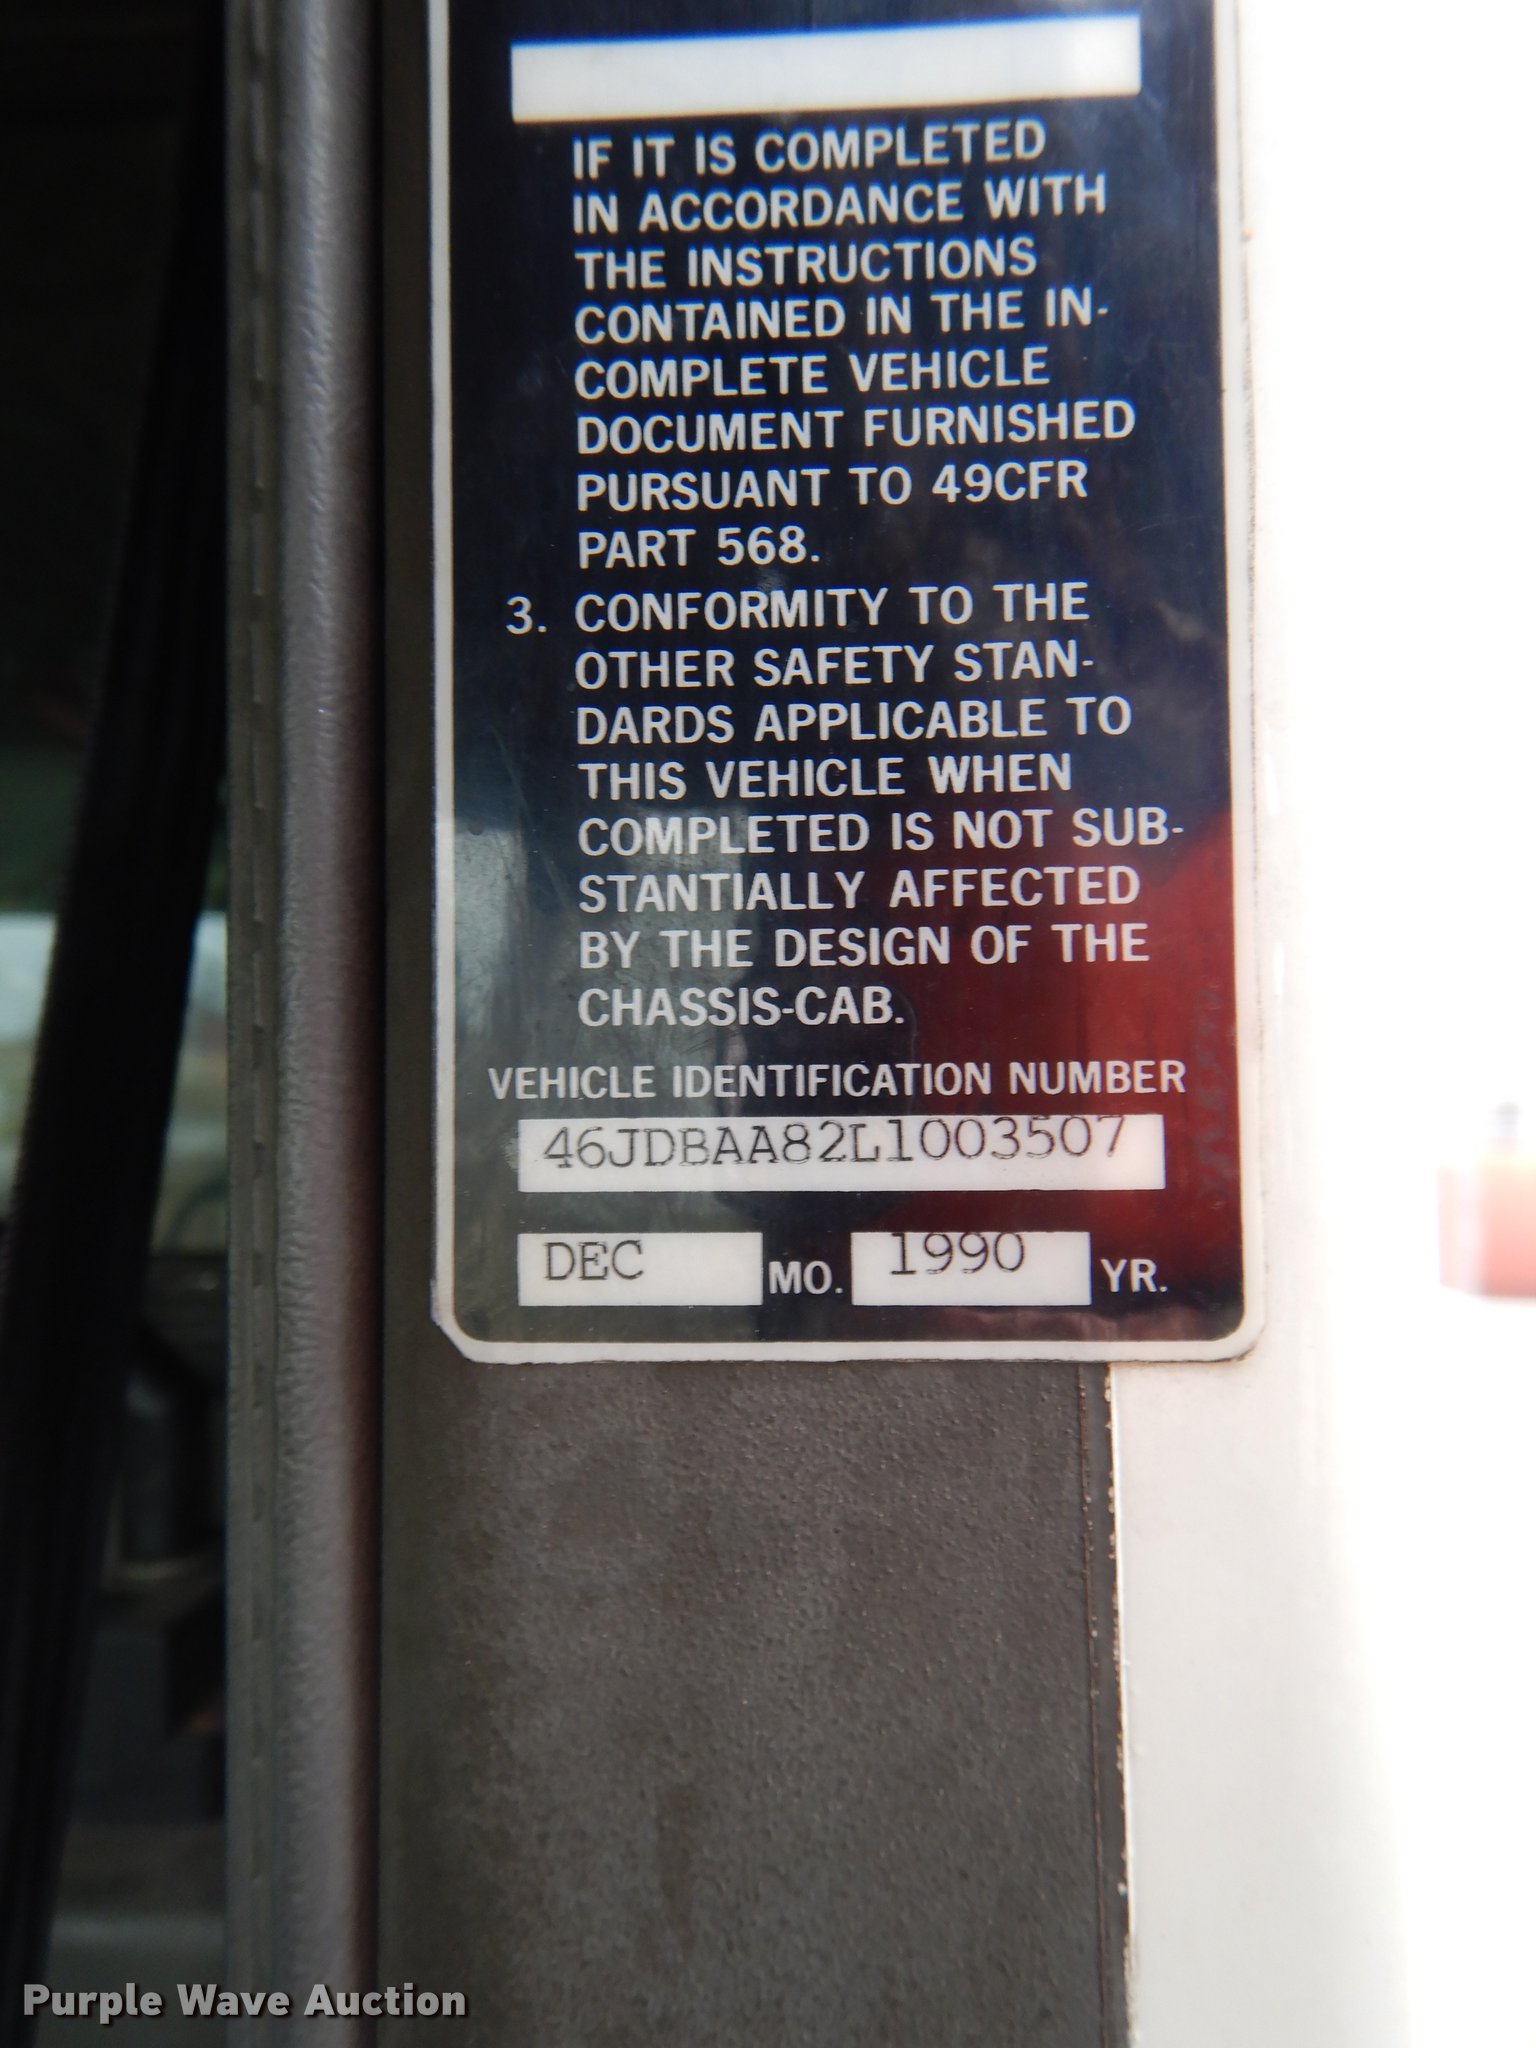 IF IT IS COMPLETED
IN ACCORDANCE WITH
THE INSTRUCTIONS
CONTAINED IN THE IN-
COMPLETE VEHICLE
DOCUMENT FURNISHED
PURSUANT TO 49CFR
PART 568.
3. CONFORMITY TO THE
OTHER SAFETY STAN-
DARDS APPLICABLE TO
THIS VEHICLE WHEN
COMPLETED IS NOT SUB-
STANTIALLY AFFECTED
BY THE DESIGN OF THE
CHASSIS-CAB.
VEHICLE IDENTIFICATION NUMBER
46JDBAA82L1003507
DEC MO. 1990 YR.
Purple Wave Auction